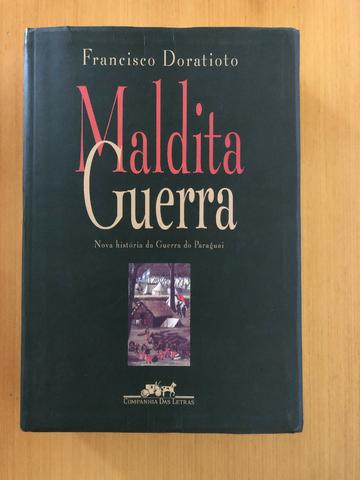 Francisco Doratioto
Maldita
Guerra
Nova história da Guerra do Paraguai
COMPANHIA DAS LETRAS